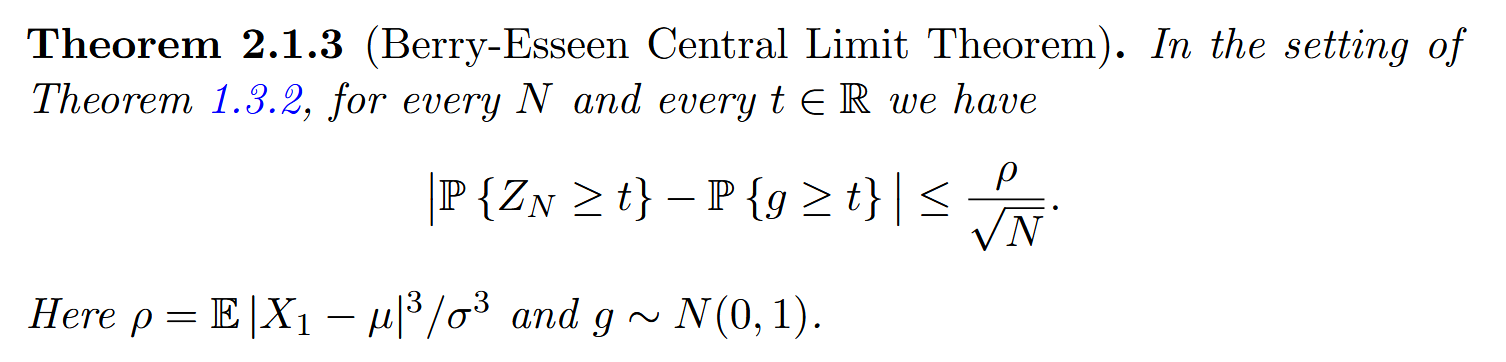 Theorem 2.1.3 (Berry-Esseen Central Limit Theorem). In the setting of
Theorem 1.3.2, for every N and every t ∈ ℝ we have
|ℙ {Z_N ≥ t} − ℙ {g ≥ t}| ≤ ρ/√N.
Here ρ = 𝔼 |X_1 − μ|^3/σ^3 and g ∼ N(0, 1).